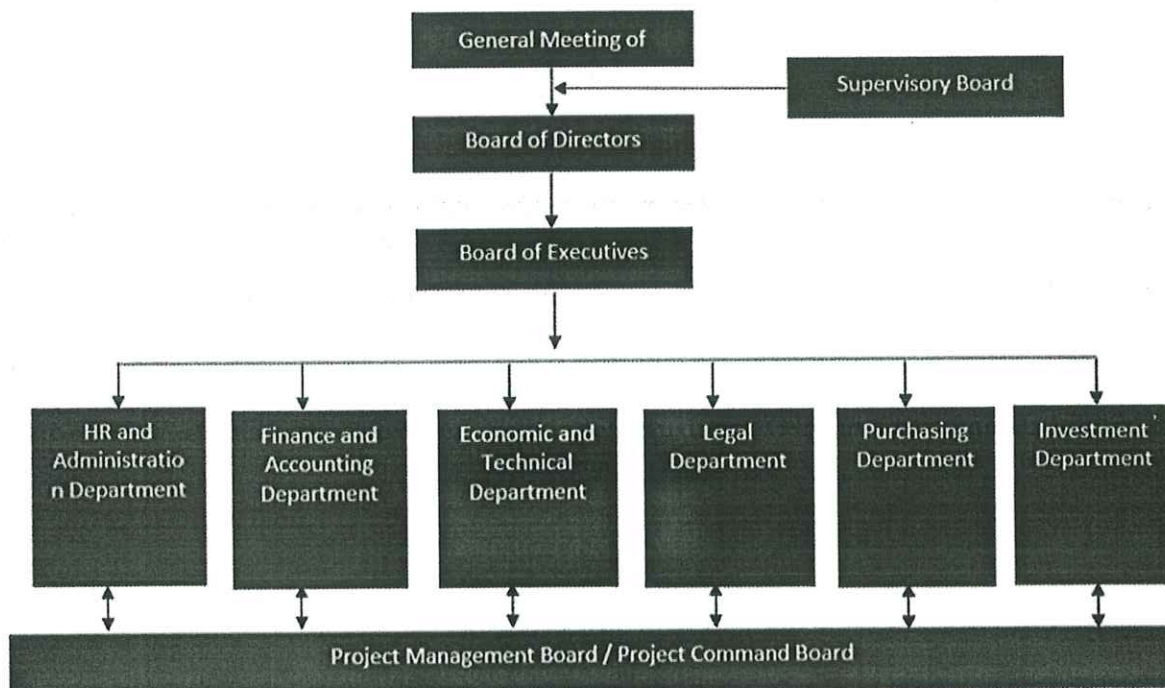 General Meeting of
Supervisory Board
Board of Directors
Board of Executives
HR and
Administratio
n Department
Finance and
Accounting
Department
Economic and
Technical
Department
Legal
Department
Purchasing
Department
Investment
Department
Project Management Board / Project Command Board